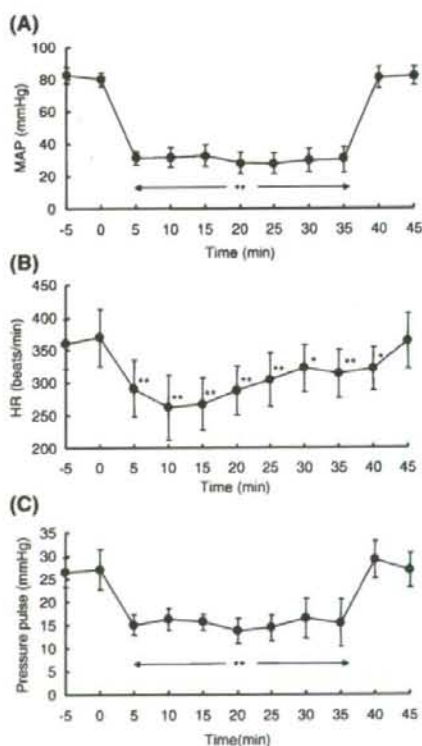 (A)
MAP (mmHg)
100
80
60
40
20
0
**
-5 0 5 10 15 20 25 30 35 40 45
Time (min)
(B)
HR (beats/min)
450
400
350
300
250
200
** ** ** ** ** * ** *
-5 0 5 10 15 20 25 30 35 40 45
Time (min)
(C)
Pressure pulse (mmHg)
35
30
25
20
15
10
5
0
**
-5 0 5 10 15 20 25 30 35 40 45
Time(min)